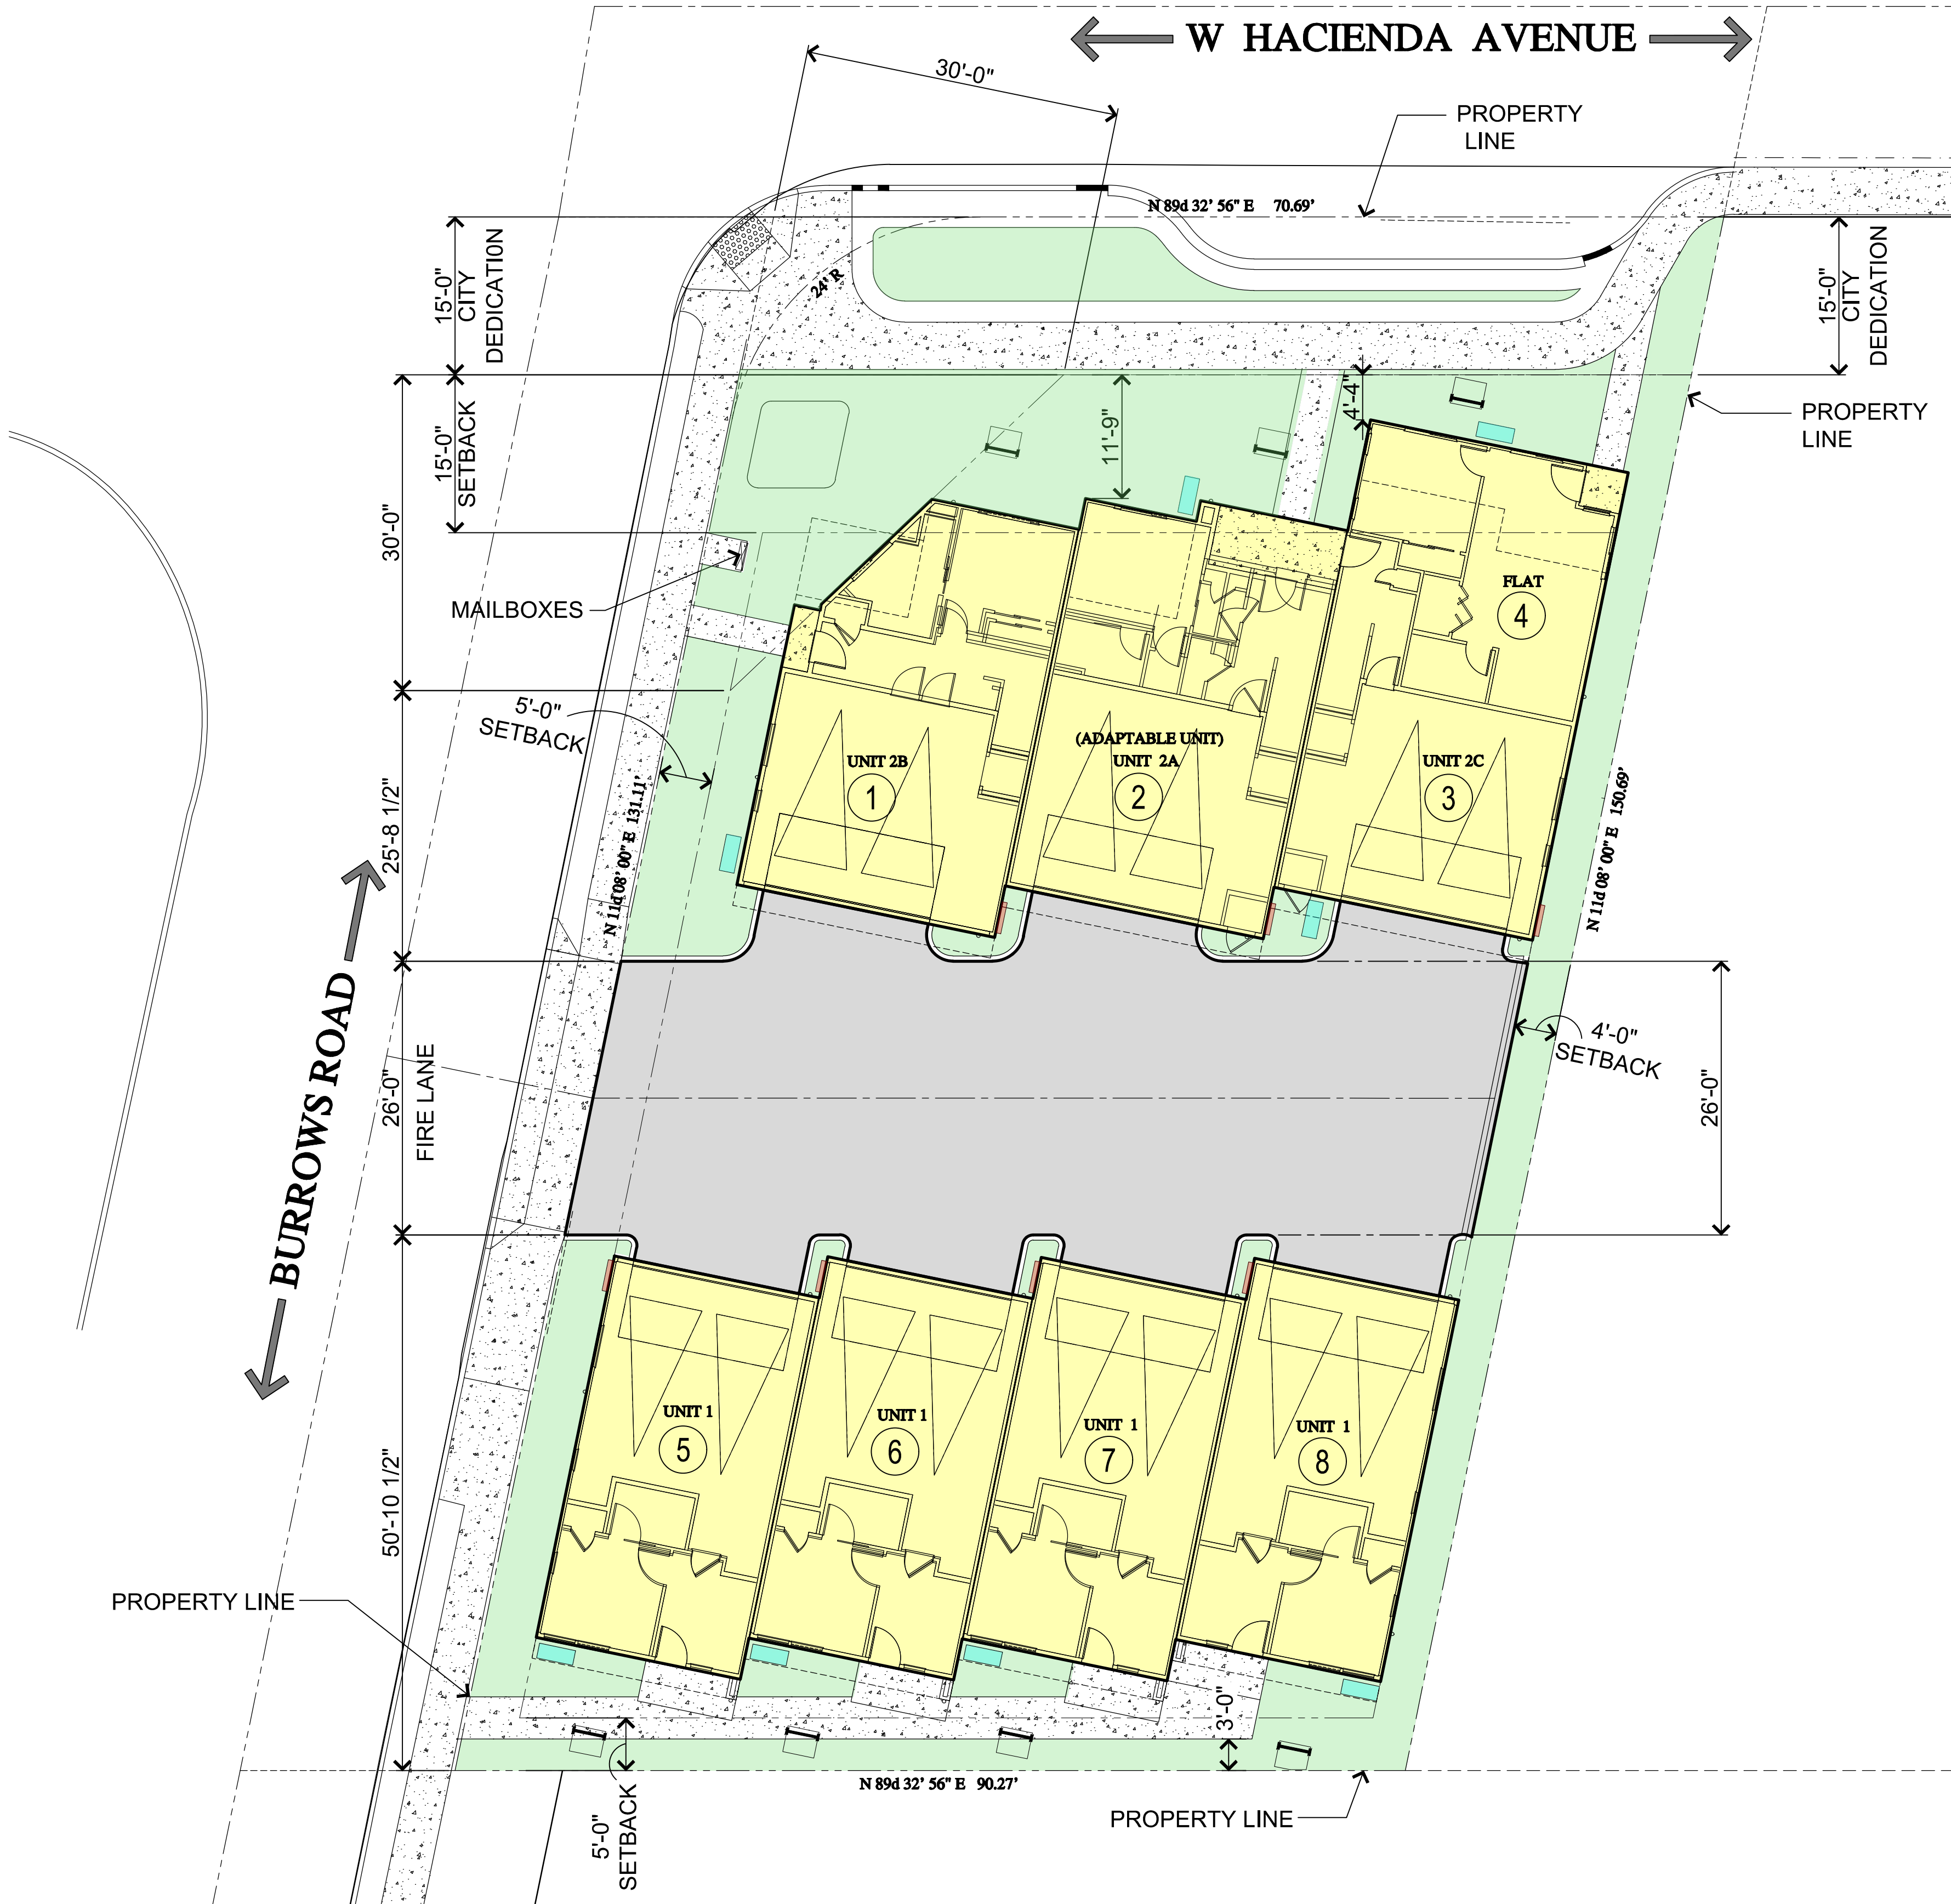 W HACIENDA AVENUE
30'-0"
PROPERTY
LINE
N 89d 32' 56" E 70.69'
15'-0"
CITY
DEDICATION
24' R
15'-0"
CITY
DEDICATION
15'-0"
SETBACK
11'-9"
4'-4"
PROPERTY
LINE
30'-0"
MAILBOXES
FLAT
4
5'-0"
SETBACK
(ADAPTABLE UNIT)
UNIT 2B
1
UNIT 2A
2
UNIT 2C
3
25'-8 1/2"
N 11d 08' 00" E 131.11'
N 11d 08' 00" E 150.69'
BURROWS ROAD
26'-0"
FIRE LANE
4'-0"
SETBACK
26'-0"
UNIT 1
5
UNIT 1
6
UNIT 1
7
UNIT 1
8
50'-10 1/2"
PROPERTY LINE
3'-0"
N 89d 32' 56" E 90.27'
5'-0"
SETBACK
PROPERTY LINE